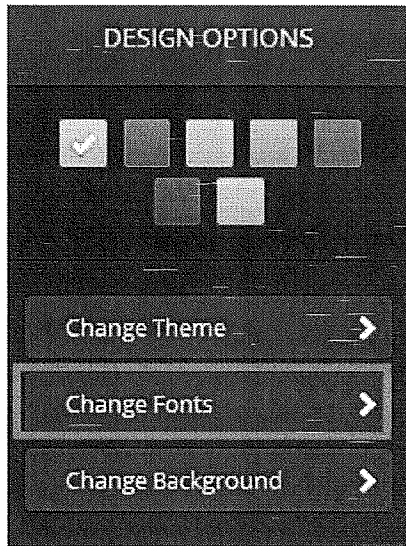 DESIGN OPTIONS
Change Theme
Change Fonts
Change Background